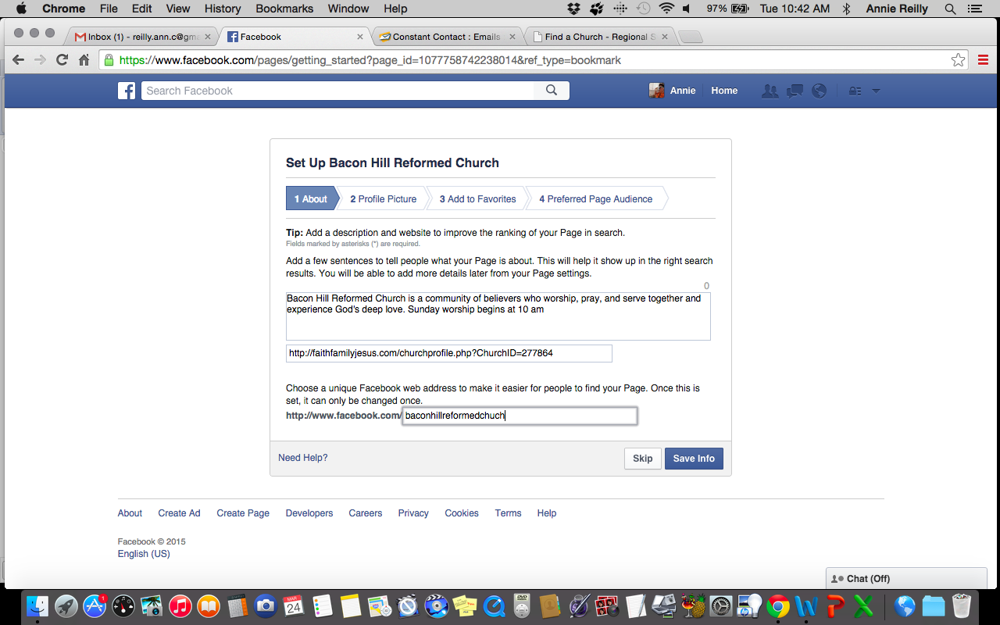 Chrome File Edit View History Bookmarks Window Help 97% Tue 10:42 AM Annie Reilly
Inbox (1) - reilly.ann.c@gma
Facebook
Constant Contact : Emails
Find a Church - Regional S
https://www.facebook.com/pages/getting_started?page_id=1077758742238014&ref_type=bookmark
Search Facebook
Annie Home
Set Up Bacon Hill Reformed Church
1 About 2 Profile Picture 3 Add to Favorites 4 Preferred Page Audience
Tip: Add a description and website to improve the ranking of your Page in search.
Fields marked by asterisks (*) are required.
Add a few sentences to tell people what your Page is about. This will help it show up in the right search
results. You will be able to add more details later from your Page settings.
0
Bacon Hill Reformed Church is a community of believers who worship, pray, and serve together and
experience God's deep love. Sunday worship begins at 10 am
http://faithfamilyjesus.com/churchprofile.php?ChurchID=277864
Choose a unique Facebook web address to make it easier for people to find your Page. Once this is
set, it can only be changed once.
http://www.facebook.com/ baconhillreformedchuch
Need Help? Skip Save Info
About Create Ad Create Page Developers Careers Privacy Cookies Terms Help
Facebook © 2015
English (US)
Chat (Off)
1
MAR
24